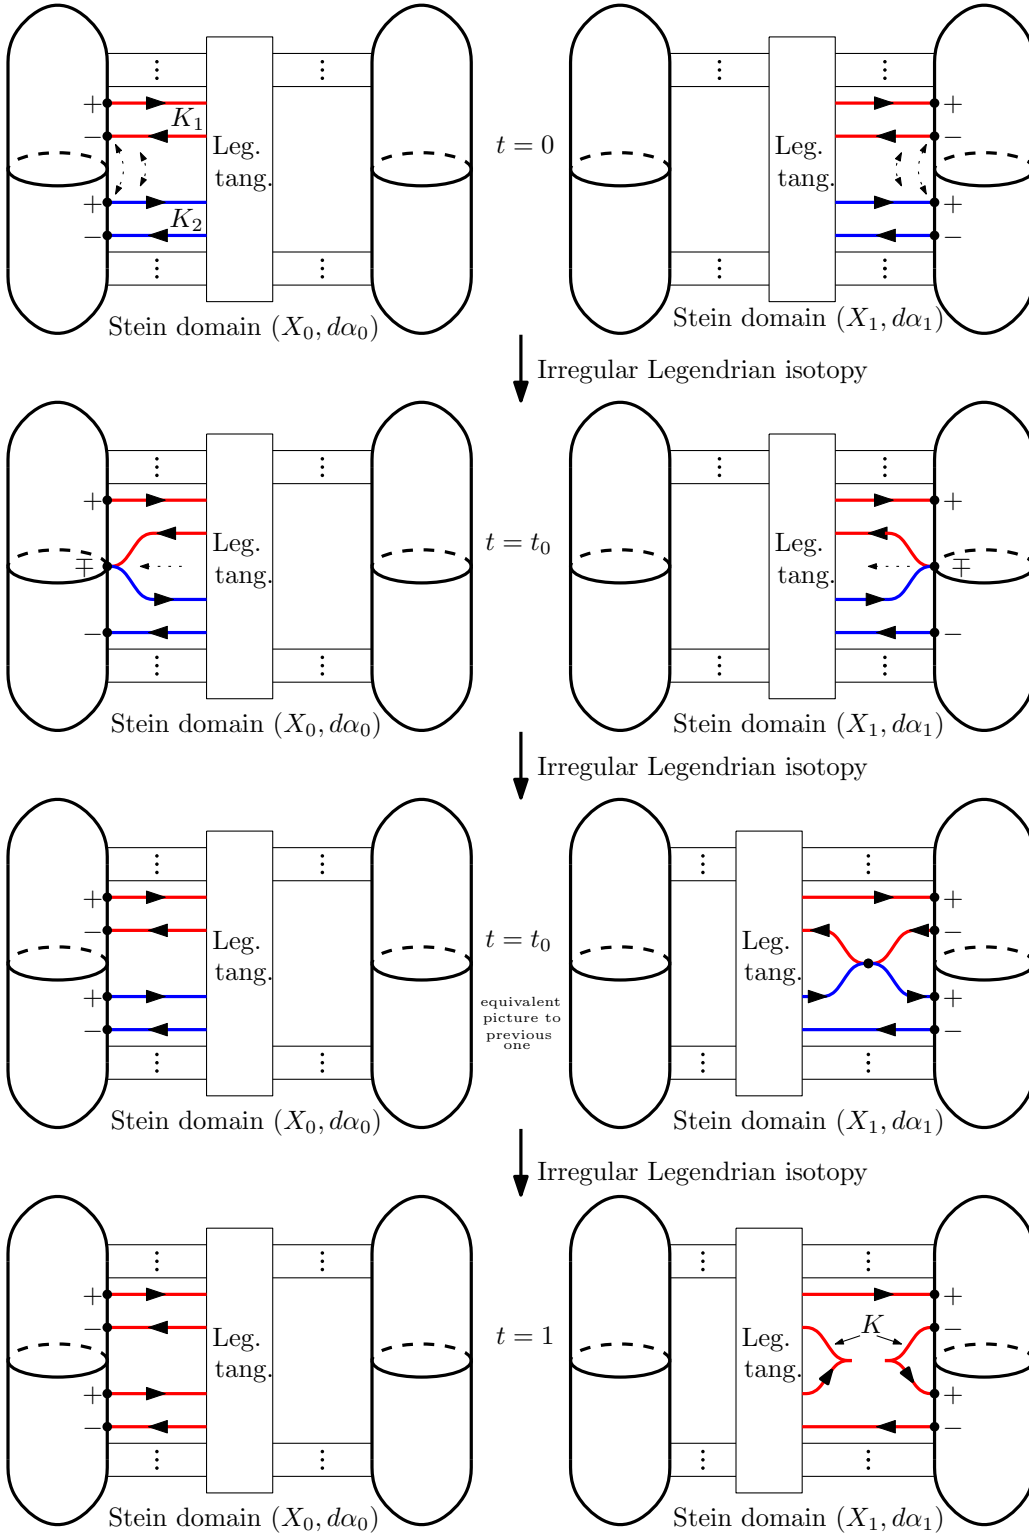 +
K₁
−
Leg.
tang.
+
K₂
−
Stein domain (X₀, dα₀)
t = 0
Leg.
tang.
+
−
+
−
Stein domain (X₁, dα₁)
Irregular Legendrian isotopy
+
Leg.
tang.
∓
−
Stein domain (X₀, dα₀)
t = t₀
Leg.
tang.
+
∓
−
Stein domain (X₁, dα₁)
Irregular Legendrian isotopy
+
−
Leg.
tang.
+
−
Stein domain (X₀, dα₀)
t = t₀
equivalent
picture to
previous
one
Leg.
tang.
+
−
+
−
Stein domain (X₁, dα₁)
Irregular Legendrian isotopy
+
−
Leg.
tang.
+
−
Stein domain (X₀, dα₀)
t = 1
K
Leg.
tang.
+
−
+
−
Stein domain (X₁, dα₁)